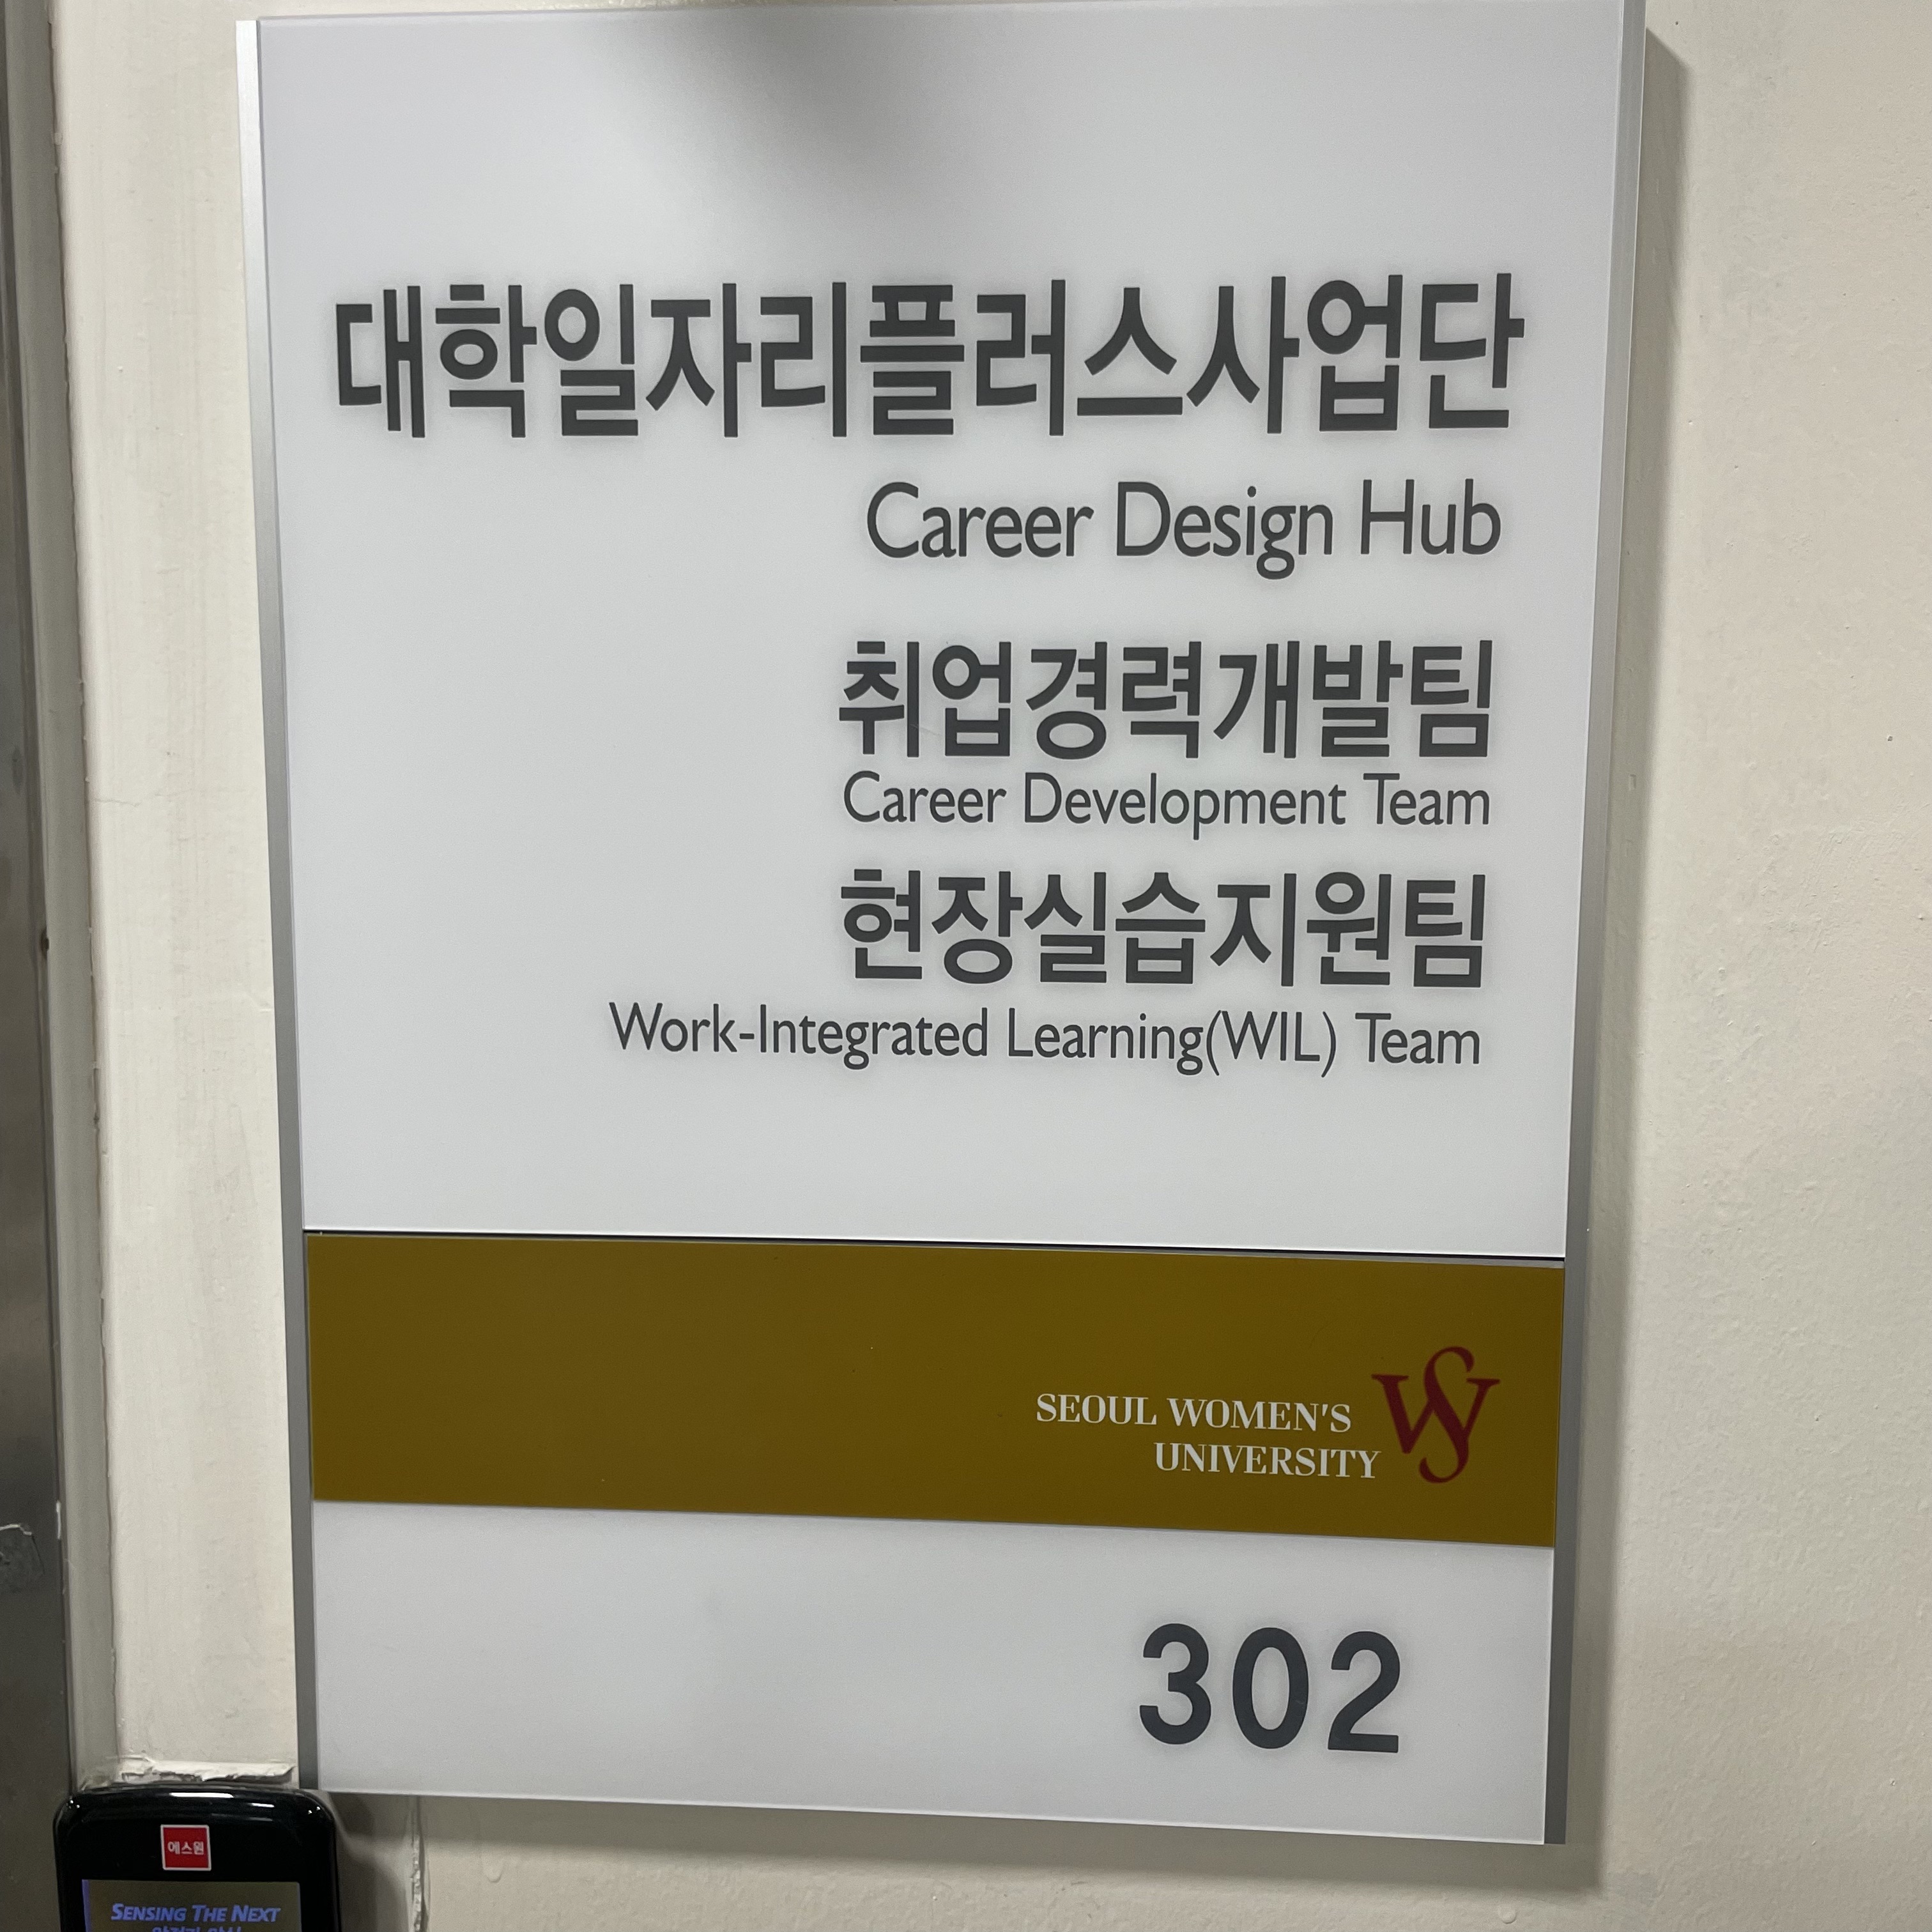 대학일자리플러스사업단
Career Design Hub
취업경력개발팀
Career Development Team
현장실습지원팀
Work-Integrated Learning(WIL) Team
SEOUL WOMEN'S
UNIVERSITY
302
에스원
SENSING THE NEXT